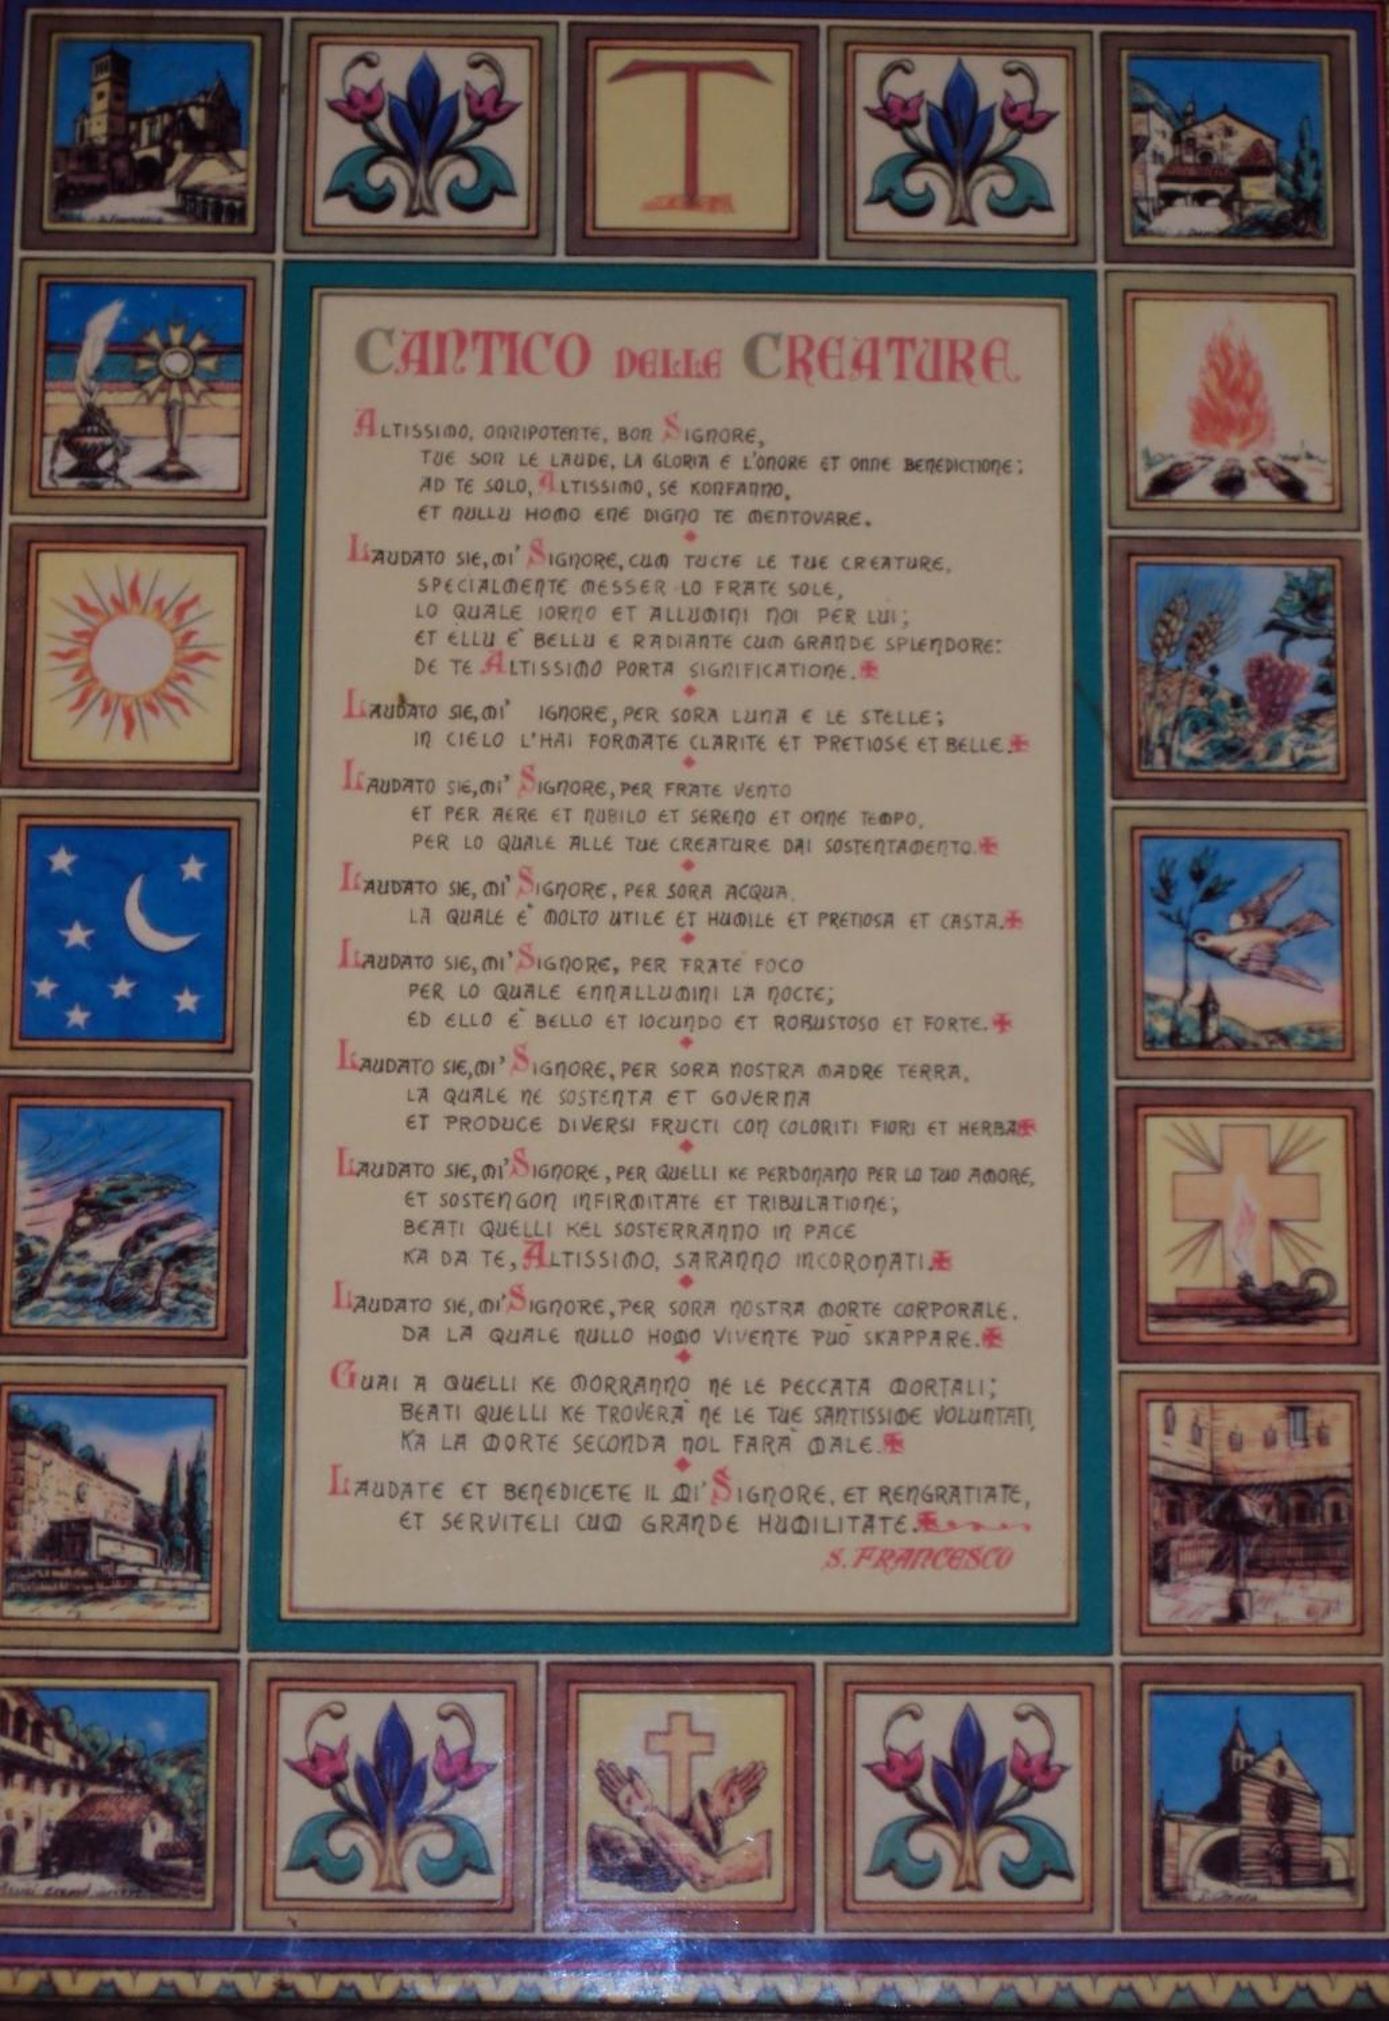 CANTICO DELLE CREATURE
ALTISSIMO, ONNIPOTENTE, BON SIGNORE,
TUE SON LE LAUDE, LA GLORIA E L'ONORE ET ONNE BENEDICTIONE;
AD TE SOLO, ALTISSIMO, SE KONFANNO,
ET NULLU HOMO ENE DIGNO TE MENTOVARE.
LAUDATO SIE, MI' SIGNORE, CUM TUCTE LE TUE CREATURE,
SPECIALMENTE MESSER LO FRATE SOLE,
LO QUALE IORNO ET ALLUMINI NOI PER LUI;
ET ELLU E' BELLU E RADIANTE CUM GRANDE SPLENDORE:
DE TE ALTISSIMO PORTA SIGNIFICATIONE.
LAUDATO SIE, MI' IGNORE, PER SORA LUNA E LE STELLE;
IN CIELO L'HAI FORMATE CLARITE ET PRETIOSE ET BELLE.
LAUDATO SIE, MI' SIGNORE, PER FRATE VENTO
ET PER AERE ET NUBILO ET SERENO ET ONNE TEMPO,
PER LO QUALE ALLE TUE CREATURE DAI SOSTENTAMENTO.
LAUDATO SIE, MI' SIGNORE, PER SORA ACQUA,
LA QUALE E' MOLTO UTILE ET HUMILE ET PRETIOSA ET CASTA.
LAUDATO SIE, MI' SIGNORE, PER FRATE FOCO
PER LO QUALE ENNALLUMINI LA NOCTE;
ED ELLO E' BELLO ET IOCUNDO ET ROBUSTOSO ET FORTE.
LAUDATO SIE, MI' SIGNORE, PER SORA NOSTRA MADRE TERRA,
LA QUALE NE SOSTENTA ET GOVERNA
ET PRODUCE DIVERSI FRUCTI CON COLORITI FIORI ET HERBA
LAUDATO SIE, MI' SIGNORE, PER QUELLI KE PERDONANO PER LO TUO AMORE,
ET SOSTENGON INFIRMITATE ET TRIBULATIONE;
BEATI QUELLI KEL SOSTERRANNO IN PACE
KA DA TE, ALTISSIMO, SARANNO INCORONATI.
LAUDATO SIE, MI' SIGNORE, PER SORA NOSTRA MORTE CORPORALE.
DA LA QUALE NULLO HOMO VIVENTE PUÒ SKAPPARE.
GUAI A QUELLI KE MORRANNO NE LE PECCATA MORTALI;
BEATI QUELLI KE TROVERÀ NE LE TUE SANTISSIME VOLUNTATI,
KA LA MORTE SECONDA NOL FARÀ MALE.
LAUDATE ET BENEDICETE IL MI' SIGNORE, ET RENGRATIATE,
ET SERVITELI CUM GRANDE HUMILITATE.
S. FRANCESCO